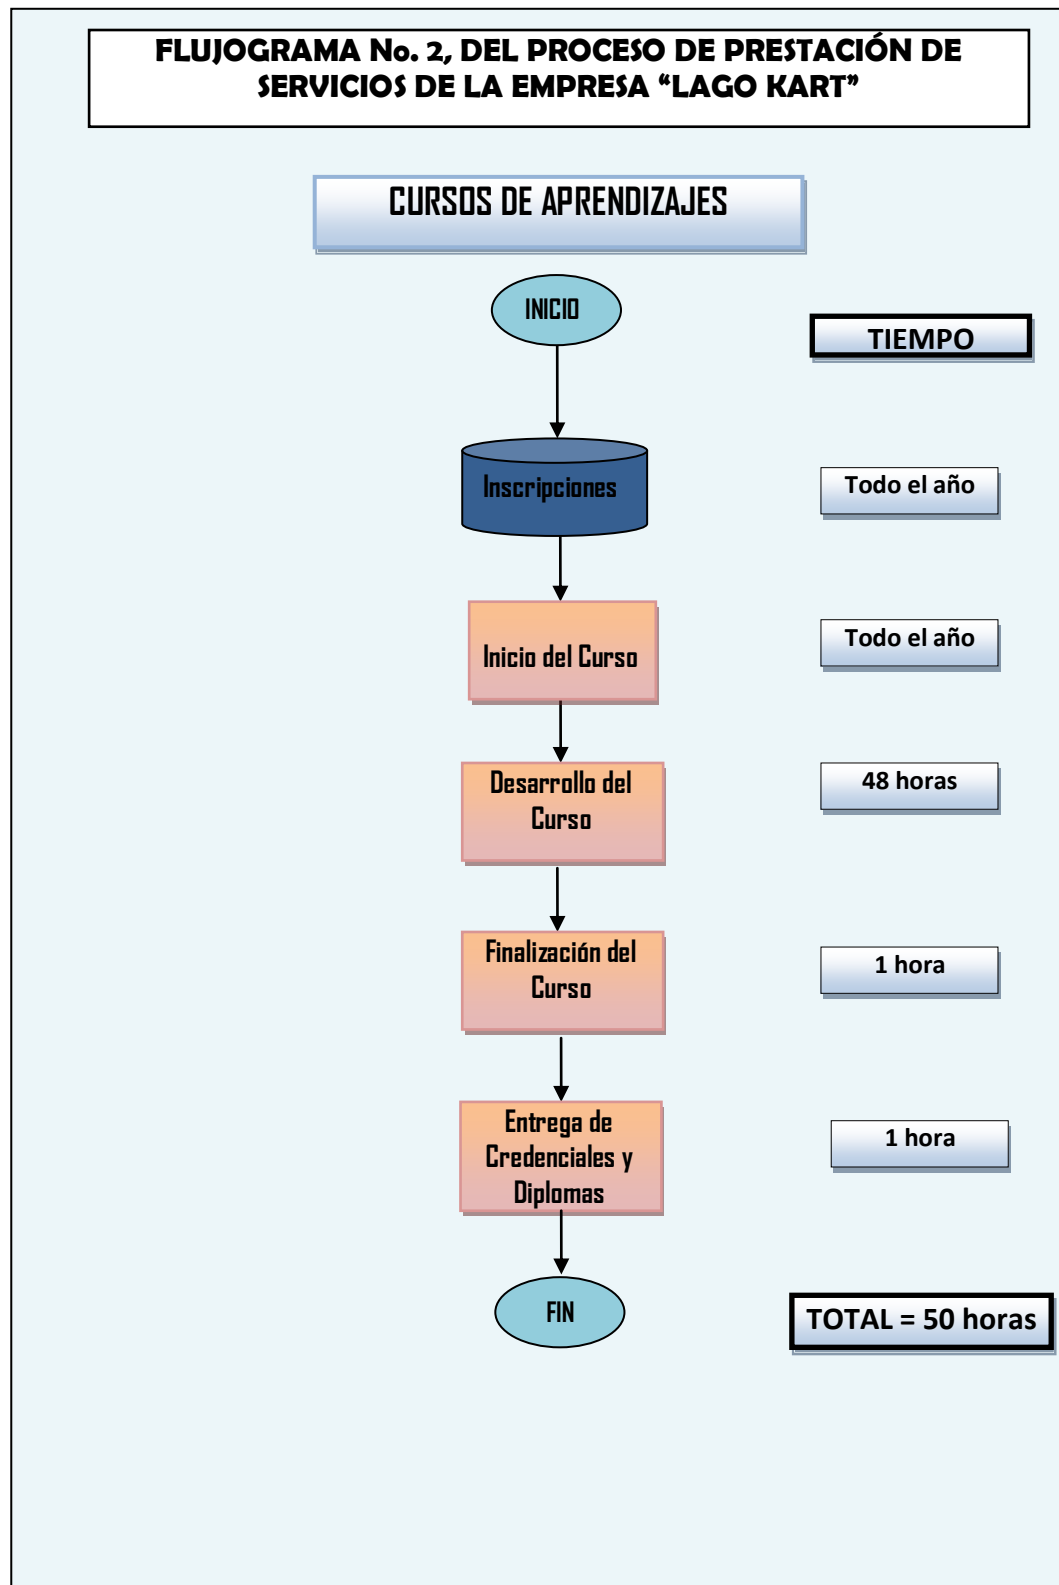 FLUJOGRAMA No. 2, DEL PROCESO DE PRESTACIÓN DE
SERVICIOS DE LA EMPRESA “LAGO KART”
CURSOS DE APRENDIZAJES
INICIO
TIEMPO
Inscripciones
Todo el año
Inicio del Curso
Todo el año
Desarrollo del
Curso
48 horas
Finalización del
Curso
1 hora
Entrega de
Credenciales y
Diplomas
1 hora
FIN
TOTAL = 50 horas